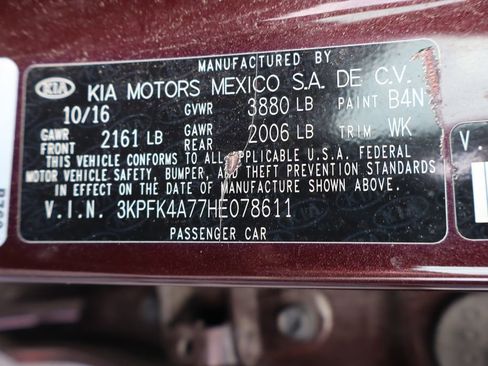 MANUFACTURED BY
KIA KIA MOTORS MEXICO S.A. DE C.V.
10/16 GVWR 3880 LB PAINT B4N
GAWR FRONT 2161 LB GAWR REAR 2006 LB TRIM WK
THIS VEHICLE CONFORMS TO ALL APPLICABLE U.S.A. FEDERAL
MOTOR VEHICLE SAFETY, BUMPER, AND THEFT PREVENTION STANDARDS
IN EFFECT ON THE DATE OF MANUFACTURE SHOWN ABOVE.
V.I.N. 3KPFK4A77HE078611
PASSENGER CAR
V.